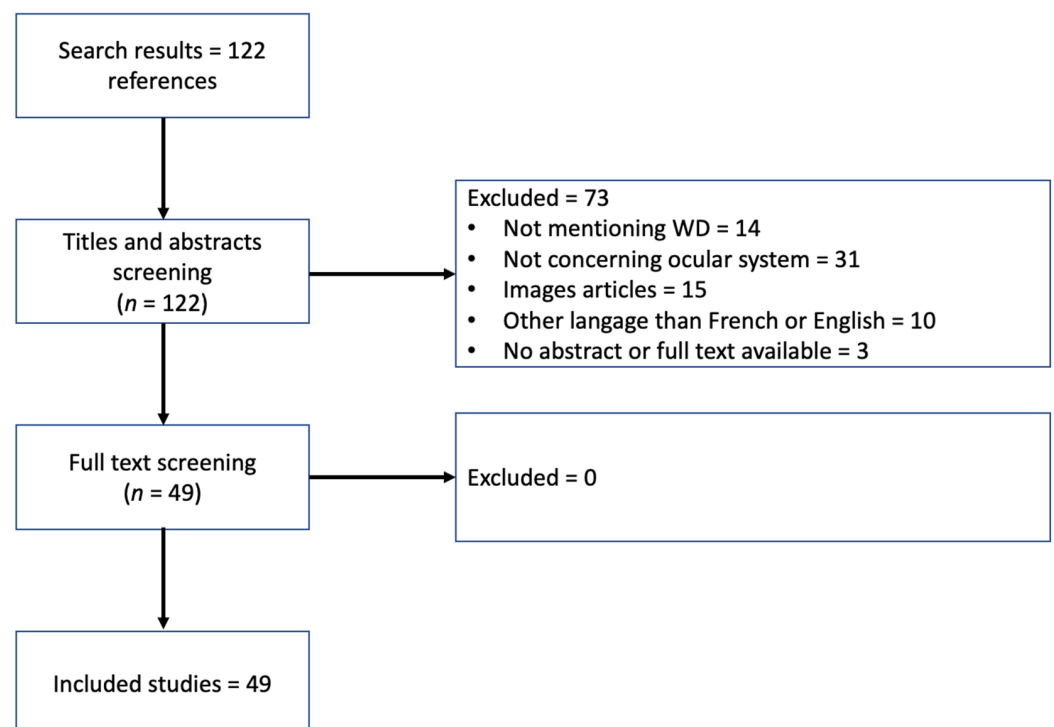 Search results = 122
references
Titles and abstracts
screening
(n = 122)
Excluded = 73
• Not mentioning WD = 14
• Not concerning ocular system = 31
• Images articles = 15
• Other langage than French or English = 10
• No abstract or full text available = 3
Full text screening
(n = 49)
Excluded = 0
Included studies = 49